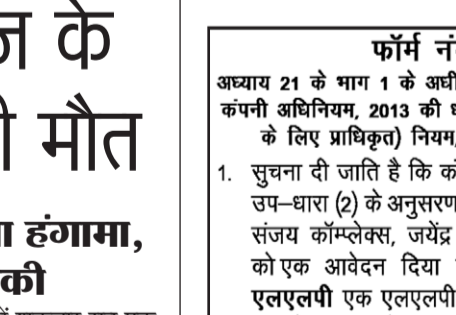 के
मौत
हंगामा,
की
फॉर्म
अध्याय 21 के भाग 1 के
कंपनी अधिनियम, 2013 की
के लिए प्राधिकृत) नियम,
1. सुचना दी जाति है कि
उप–धारा (2) के अनुसरण
संजय कॉम्प्लेक्स, जयेंद्र
को एक आवेदन दिया
एलएलपी एक एलएलपी